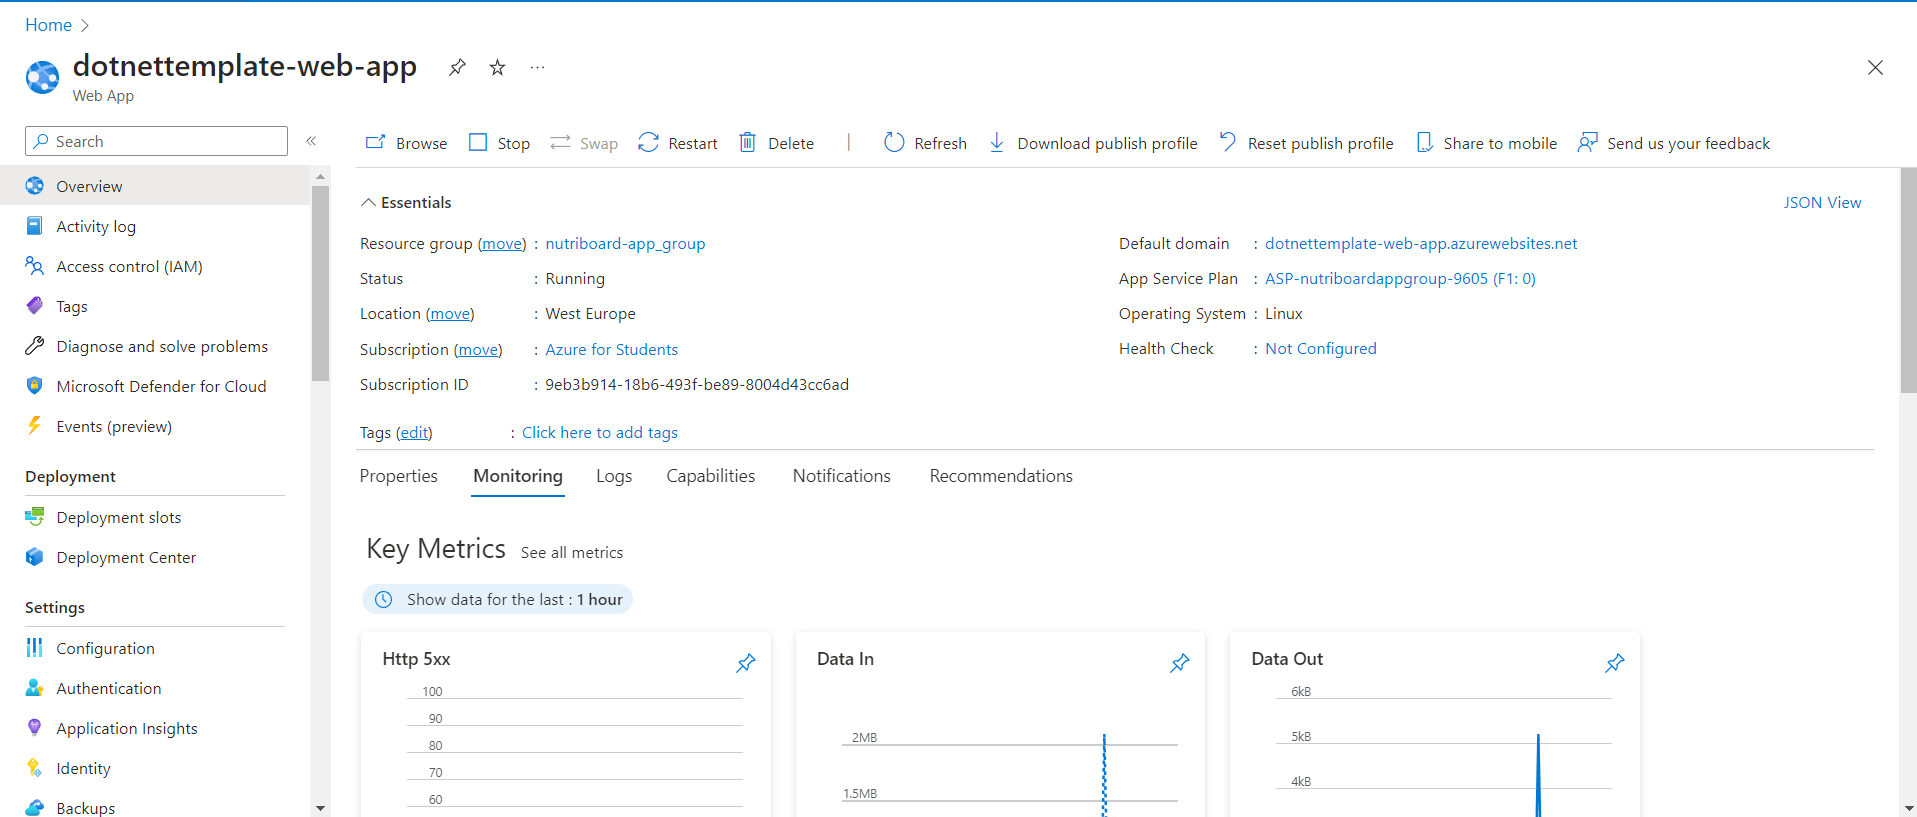 Home
dotnettemplate-web-app
Web App
Search
Browse Stop Swap Restart Delete Refresh Download publish profile Reset publish profile Share to mobile Send us your feedback
Overview
Activity log
Access control (IAM)
Tags
Diagnose and solve problems
Microsoft Defender for Cloud
Events (preview)
Deployment
Deployment slots
Deployment Center
Settings
Configuration
Authentication
Application Insights
Identity
Backups
Essentials
JSON View
Resource group (move) : nutriboard-app_group
Status : Running
Location (move) : West Europe
Subscription (move) : Azure for Students
Subscription ID : 9eb3b914-18b6-493f-be89-8004d43cc6ad
Default domain : dotnettemplate-web-app.azurewebsites.net
App Service Plan : ASP-nutriboardappgroup-9605 (F1: 0)
Operating System : Linux
Health Check : Not Configured
Tags (edit) : Click here to add tags
Properties Monitoring Logs Capabilities Notifications Recommendations
Key Metrics See all metrics
Show data for the last : 1 hour
Http 5xx
100
90
80
70
60
Data In
2MB
1.5MB
Data Out
6kB
5kB
4kB